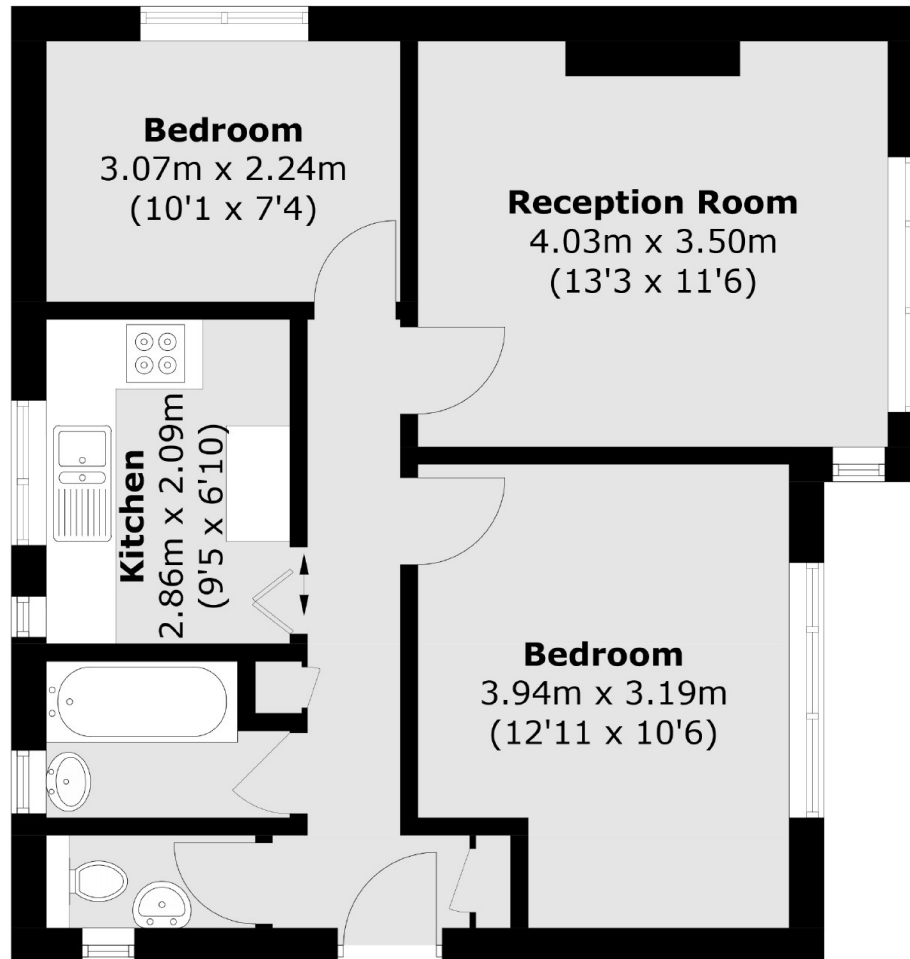 Bedroom
3.07m x 2.24m
(10'1 x 7'4)
Reception Room
4.03m x 3.50m
(13'3 x 11'6)
Kitchen
2.86m x 2.09m
(9'5 x 6'10)
Bedroom
3.94m x 3.19m
(12'11 x 10'6)